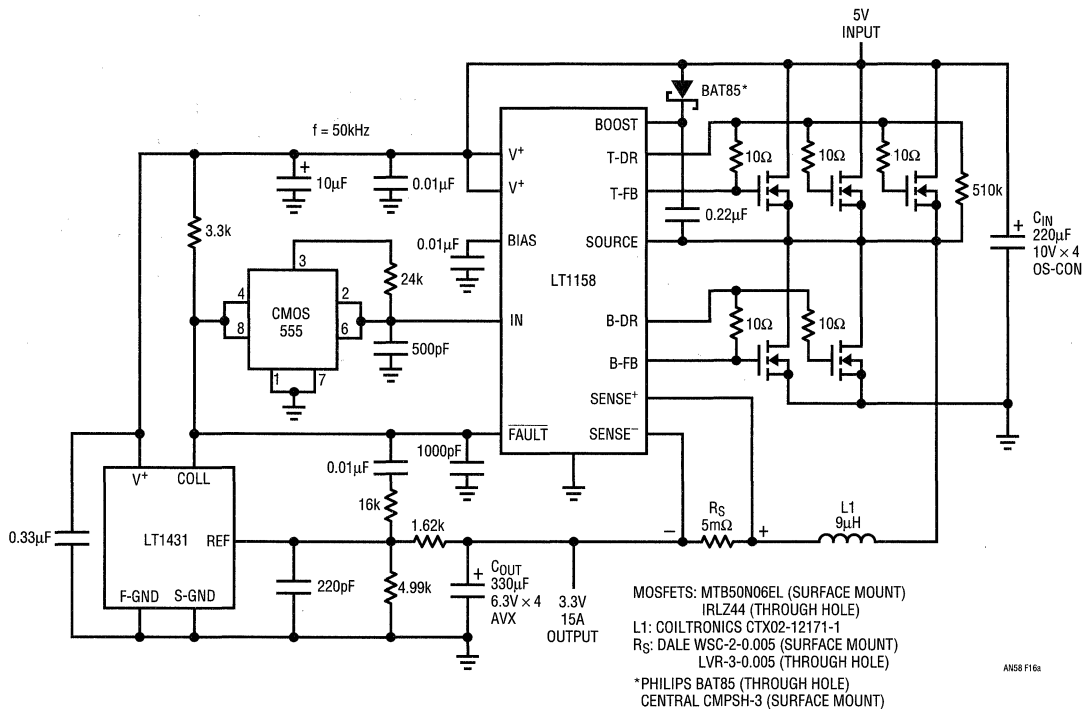 5V
INPUT
BAT85*
f = 50kHz
BOOST
V+
T-DR
10Ω
10Ω
10Ω
10µF
+
0.01µF
V+
T-FB
510k
0.22µF
3.3k
0.01µF
BIAS
SOURCE
+
CIN
220µF
10V × 4
OS-CON
3
24k
LT1158
4
8
CMOS
555
2
6
IN
B-DR
10Ω
10Ω
500pF
1
7
B-FB
SENSE+
FAULT
SENSE−
V+
COLL
0.01µF
1000pF
16k
RS
5mΩ
L1
9µH
0.33µF
LT1431
REF
1.62k
−
+
220pF
4.99k
+
COUT
330µF
6.3V × 4
AVX
F-GND
S-GND
3.3V
15A
OUTPUT
MOSFETS: MTB50N06EL (SURFACE MOUNT)
IRLZ44 (THROUGH HOLE)
L1: COILTRONICS CTX02-12171-1
RS: DALE WSC-2-0.005 (SURFACE MOUNT)
LVR-3-0.005 (THROUGH HOLE)
*PHILIPS BAT85 (THROUGH HOLE)
CENTRAL CMPSH-3 (SURFACE MOUNT)
AN58 F16a